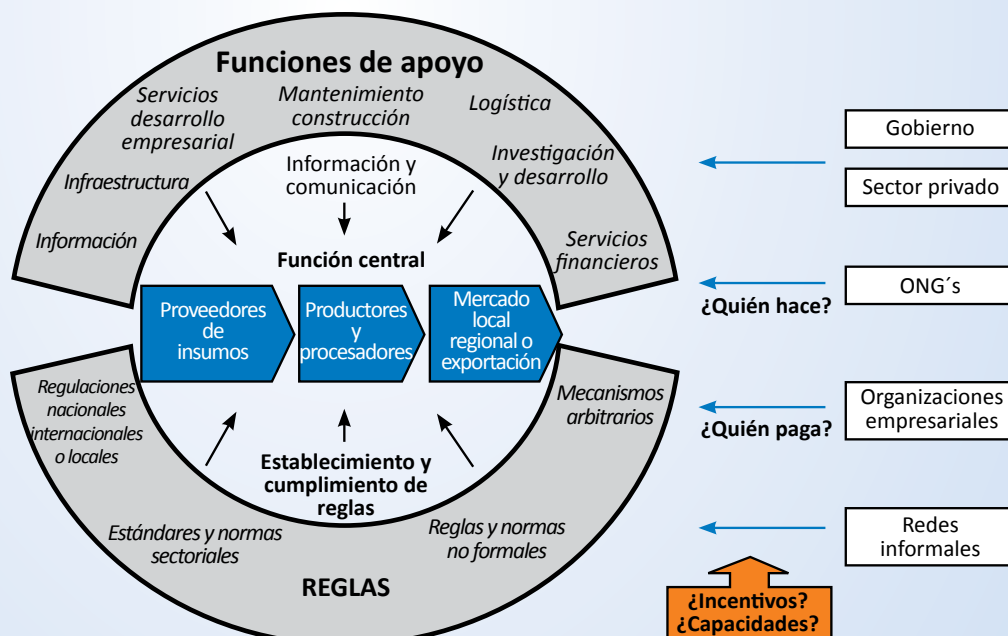 Funciones de apoyo
Servicios
desarrollo
empresarial
Mantenimiento
construcción
Logística
Infraestructura
Información y
comunicación
Investigación
y desarrollo
Información
Servicios
financieros
Función central
Proveedores
de
insumos
Productores
y
procesadores
Mercado
local
regional o
exportación
Regulaciones
nacionales
internacionales
o locales
Mecanismos
arbitrarios
Establecimiento y
cumplimiento de
reglas
Estándares y normas
sectoriales
Reglas y normas
no formales
REGLAS
Gobierno
Sector privado
ONG´s
¿Quién hace?
Organizaciones
empresariales
¿Quién paga?
Redes
informales
¿Incentivos?
¿Capacidades?